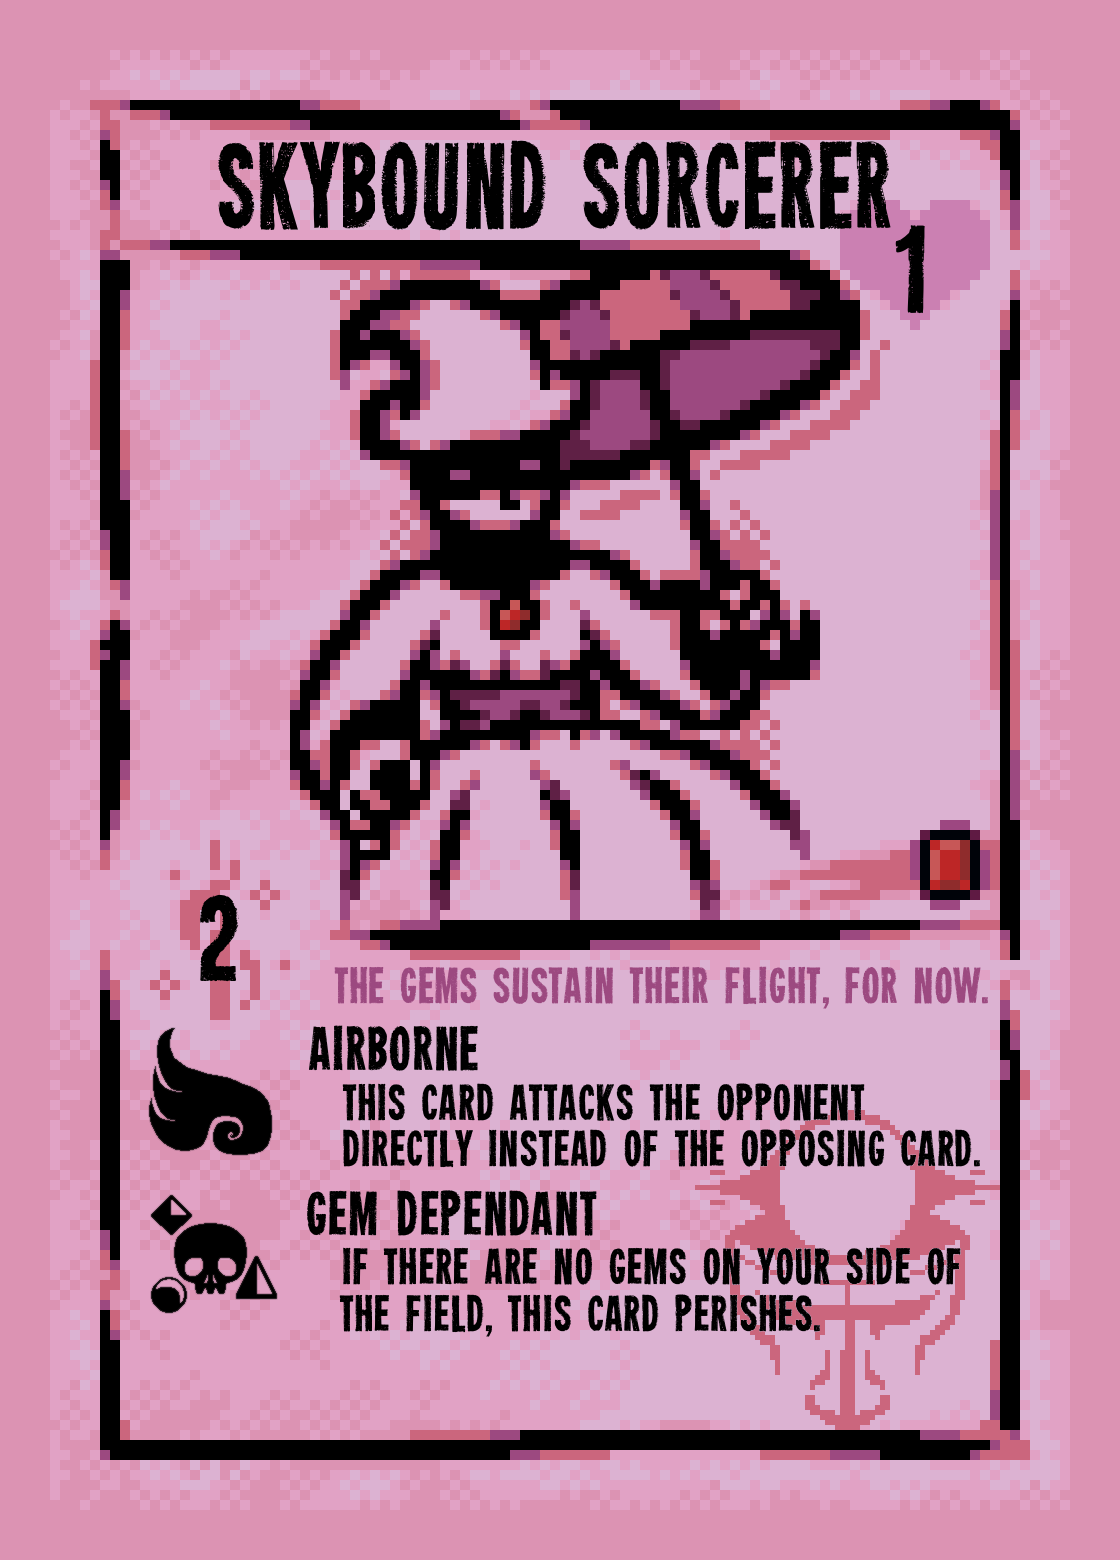 SKYBOUND SORCERER
1
2
THE GEMS SUSTAIN THEIR FLIGHT, FOR NOW.
AIRBORNE
THIS CARD ATTACKS THE OPPONENT
DIRECTLY INSTEAD OF THE OPPOSING CARD.
GEM DEPENDANT
IF THERE ARE NO GEMS ON YOUR SIDE OF
THE FIELD, THIS CARD PERISHES.